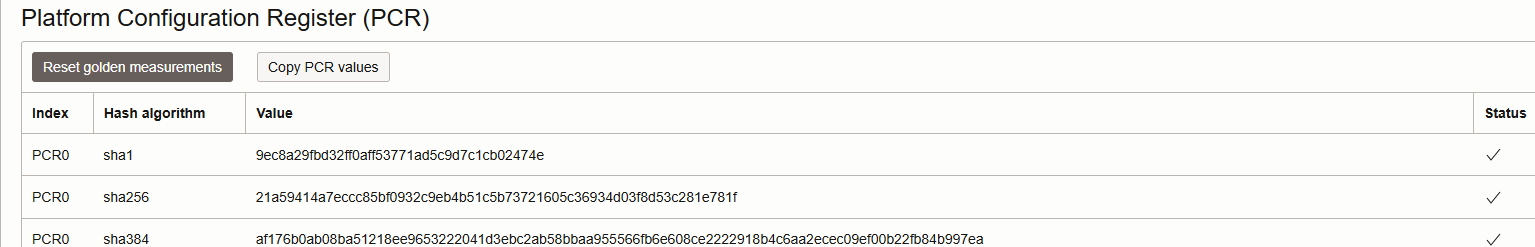 Platform Configuration Register (PCR)
Reset golden measurements Copy PCR values
Index Hash algorithm Value Status
PCR0 sha1 9ec8a29fbd32ff0aff53771ad5c9d7c1cb02474e
PCR0 sha256 21a59414a7eccc85bf0932c9eb4b51c5b73721605c36934d03f8d53c281e781f
PCR0 sha384 af176b0ab08ba51218ee9653222041d3ebc2ab58bbaa955566fb6e608ce2222918b4c6aa2ecec09ef00b22fb84b997ea